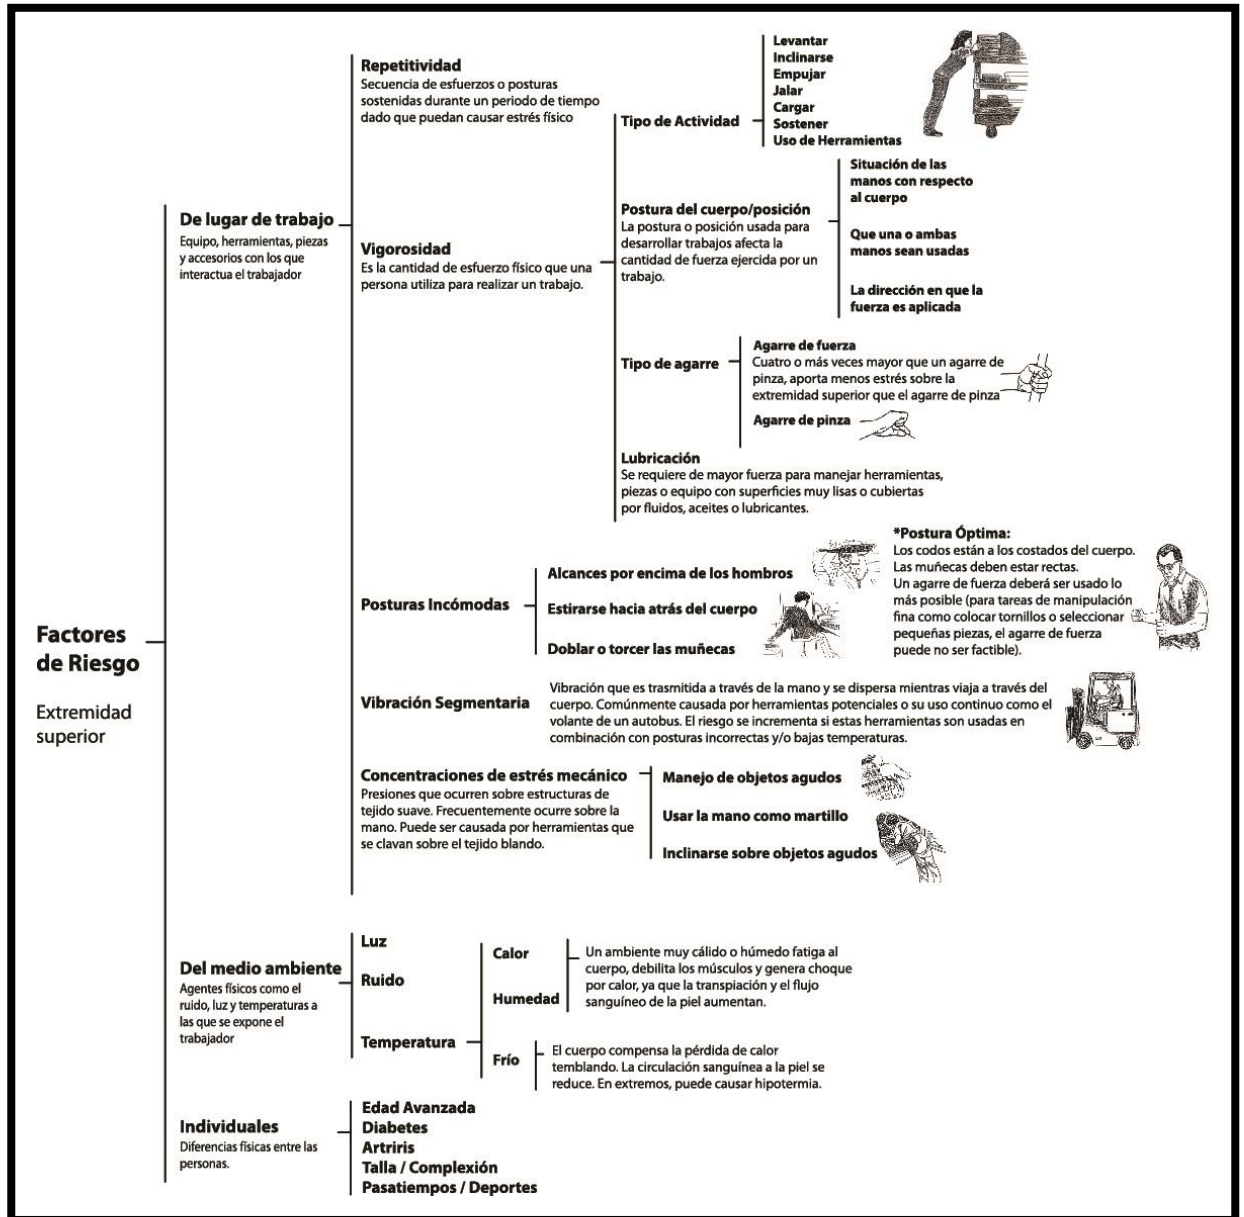 Factores
de Riesgo
Extremidad
superior
De lugar de trabajo
Equipo, herramientas, piezas
y accesorios con los que
interactua el trabajador
Repetitividad
Secuencia de esfuerzos o posturas
sostenidas durante un periodo de tiempo
dado que puedan causar estrés físico
Vigorosidad
Es la cantidad de esfuerzo físico que una
persona utiliza para realizar un trabajo.
Tipo de Actividad
Levantar
Inclinarse
Empujar
Jalar
Cargar
Sostener
Uso de Herramientas
Postura del cuerpo/posición
La postura o posición usada para
desarrollar trabajos afecta la
cantidad de fuerza ejercida por un
trabajo.
Situación de las
manos con respecto
al cuerpo
Que una o ambas
manos sean usadas
La dirección en que la
fuerza es aplicada
Tipo de agarre
Agarre de fuerza
Cuatro o más veces mayor que un agarre de
pinza, aporta menos estrés sobre la
extremidad superior que el agarre de pinza
Agarre de pinza
Lubricación
Se requiere de mayor fuerza para manejar herramientas,
piezas o equipo con superficies muy lisas o cubiertas
por fluidos, aceites o lubricantes.
Posturas Incómodas
Alcances por encima de los hombros
Estirarse hacia atrás del cuerpo
Doblar o torcer las muñecas
*Postura Óptima:
Los codos están a los costados del cuerpo.
Las muñecas deben estar rectas.
Un agarre de fuerza deberá ser usado lo
más posible (para tareas de manipulación
fina como colocar tornillos o seleccionar
pequeñas piezas, el agarre de fuerza
puede no ser factible).
Vibración Segmentaria
Vibración que es trasmitida a través de la mano y se dispersa mientras viaja a través del
cuerpo. Comúnmente causada por herramientas potenciales o su uso continuo como el
volante de un autobus. El riesgo se incrementa si estas herramientas son usadas en
combinación con posturas incorrectas y/o bajas temperaturas.
Concentraciones de estrés mecánico
Presiones que ocurren sobre estructuras de
tejido suave. Frecuentemente ocurre sobre la
mano. Puede ser causada por herramientas que
se clavan sobre el tejido blando.
Manejo de objetos agudos
Usar la mano como martillo
Inclinarse sobre objetos agudos
Del medio ambiente
Agentes físicos como el
ruido, luz y temperaturas a
las que se expone el
trabajador
Luz
Ruido
Temperatura
Calor
Humedad
Un ambiente muy cálido o húmedo fatiga al
cuerpo, debilita los músculos y genera choque
por calor, ya que la transpiación y el flujo
sanguíneo de la piel aumentan.
Frío
El cuerpo compensa la pérdida de calor
temblando. La circulación sanguínea a la piel se
reduce. En extremos, puede causar hipotermia.
Individuales
Diferencias físicas entre las
personas.
Edad Avanzada
Diabetes
Artriris
Talla / Complexión
Pasatiempos / Deportes